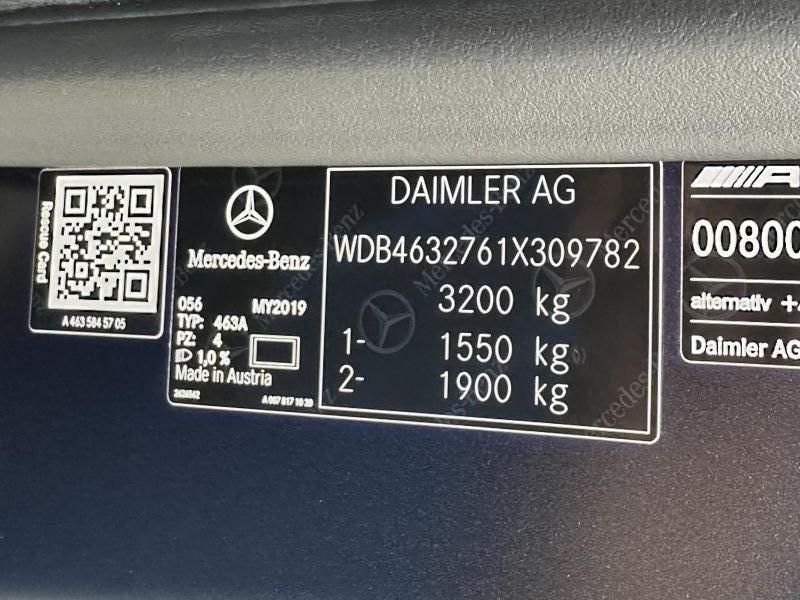 Rescue Card
A 463 584 57 05
Mercedes-Benz
056 MY2019
TYP: 463A
PZ: 4
1,0 %
Made in Austria
2626562 A 007 817 10 20
DAIMLER AG
WDB4632761X309782
3200 kg
1- 1550 kg
2- 1900 kg
00800
alternativ +
Daimler AG